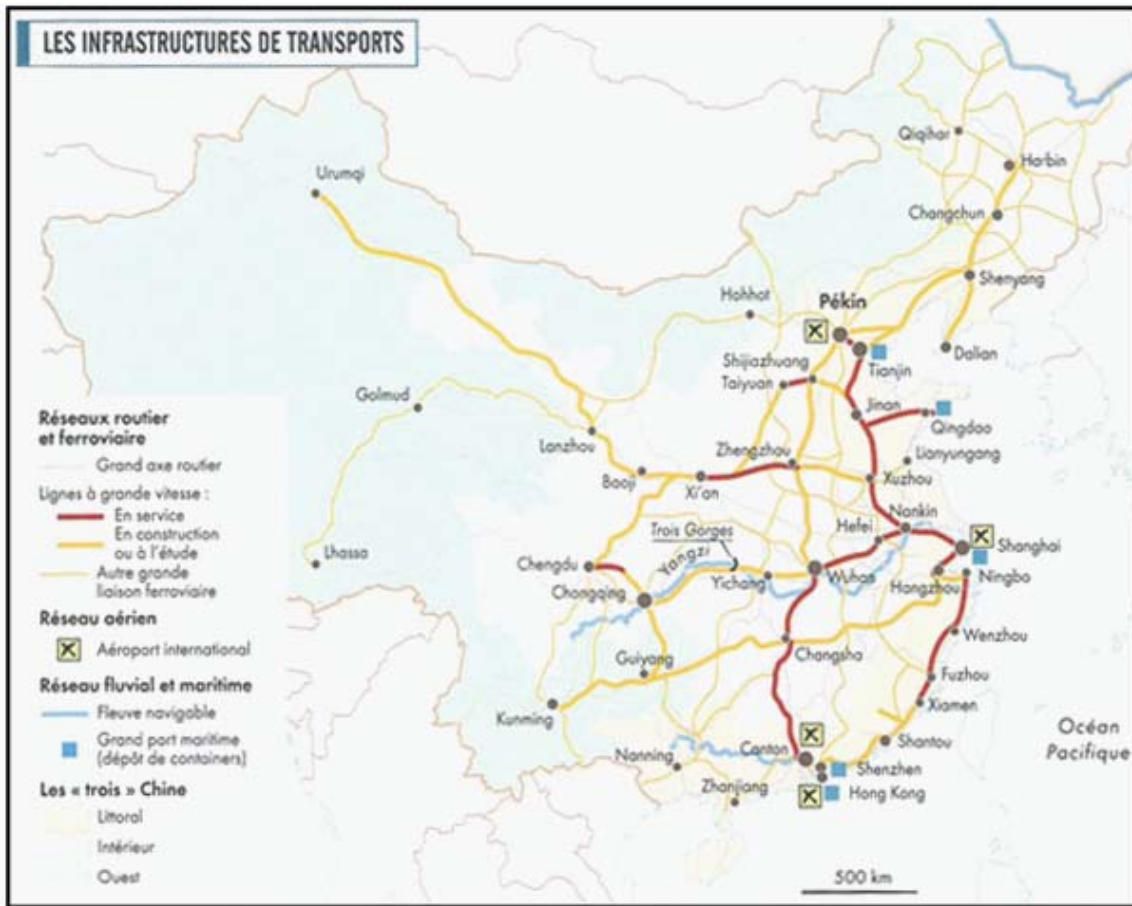 LES INFRASTRUCTURES DE TRANSPORTS
Qiqihar
Harbin
Urumqi
Changchun
Shenyang
Hohhot
Pékin
Dalian
Tianjin
Shijiazhuang
Taiyuan
Golmud
Jinan
Qingdao
Lanzhou
Zhengzhou
Lianyungang
Baoji
Xi'an
Xuzhou
Nankin
Hefei
Trois Gorges
Shanghai
Lhassa
Chengdu
Yangzi
Yichang
Wuhan
Ningbo
Hangzhou
Chongqing
Wenzhou
Changsha
Guiyang
Fuzhou
Kunming
Xiamen
Océan
Pacifique
Canton
Shantou
Nanning
Shenzhen
Zhanjiang
Hong Kong
500 km
Réseaux routier
et ferroviaire
Grand axe routier
Lignes à grande vitesse :
En service
En construction
ou à l'étude
Autre grande
liaison ferroviaire
Réseau aérien
Aéroport international
Réseau fluvial et maritime
Fleuve navigable
Grand port maritime
(dépôt de containers)
Les « trois » Chine
Littoral
Intérieur
Ouest